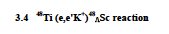 3.4 ⁴⁸Ti (e,e'K⁺)⁴⁸ΛSc reaction